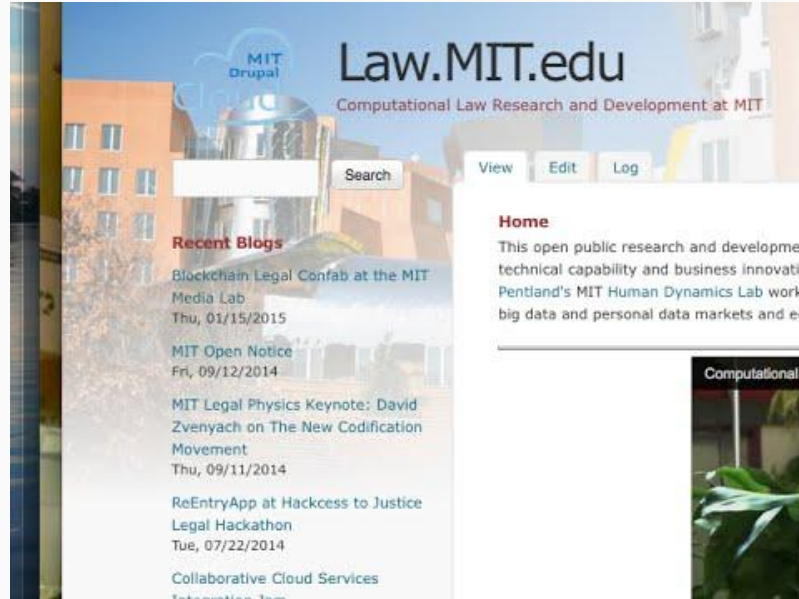 MIT
Drupal
Cloud
Law.MIT.edu
Computational Law Research and Development at MIT
Search
View
Edit
Log
Recent Blogs
Blockchain Legal Confab at the MIT
Media Lab
Thu, 01/15/2015
MIT Open Notice
Fri, 09/12/2014
MIT Legal Physics Keynote: David
Zvenyach on The New Codification
Movement
Thu, 09/11/2014
ReEntryApp at Hackcess to Justice
Legal Hackathon
Tue, 07/22/2014
Collaborative Cloud Services
Integration Jam
Home
This open public research and developme
technical capability and business innovati
Pentland's MIT Human Dynamics Lab work
big data and personal data markets and e
Computational